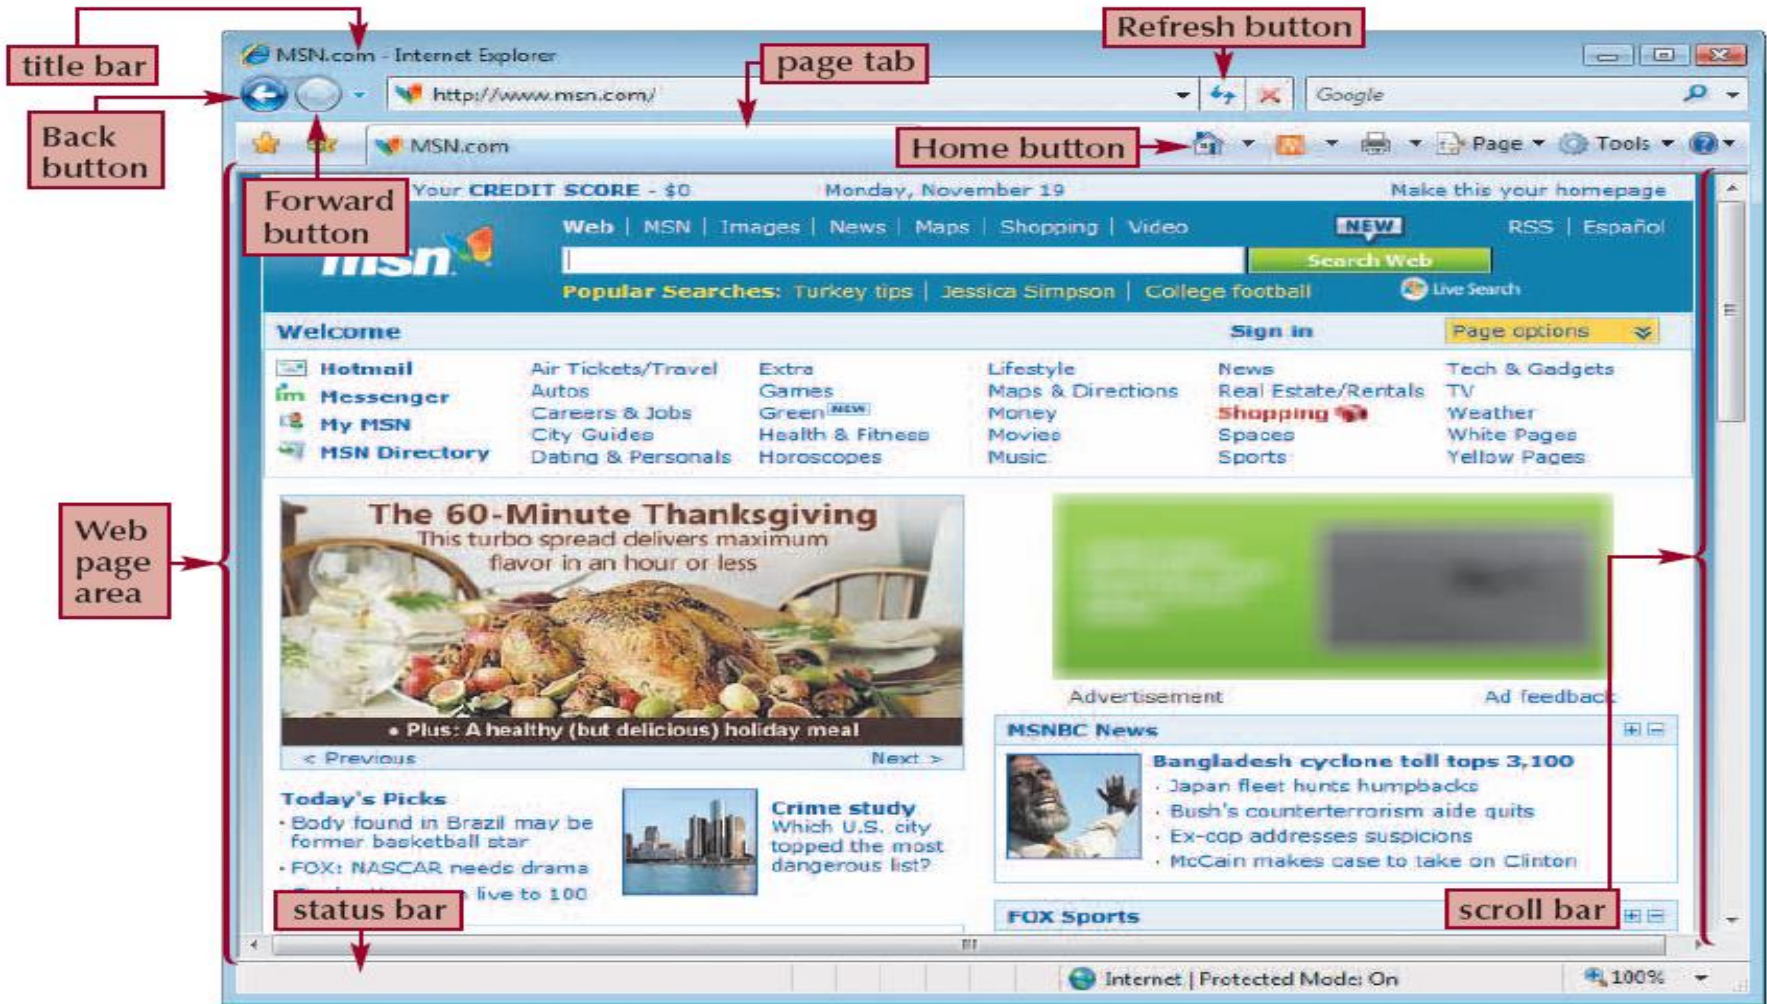 title bar
MSN.com - Internet Explorer
Refresh button
page tab
http://www.msn.com/
Google
Back
button
MSN.com
Home button
Page
Tools
Forward
button
Your CREDIT SCORE - $0
Monday, November 19
Make this your homepage
msn
Web | MSN | Images | News | Maps | Shopping | Video
NEW
RSS | Español
Search Web
Popular Searches: Turkey tips | Jessica Simpson | College football
Live Search
Welcome
Sign in
Page options
Hotmail
Messenger
My MSN
MSN Directory
Air Tickets/Travel
Autos
Careers & Jobs
City Guides
Dating & Personals
Extra
Games
Green NEW
Health & Fitness
Horoscopes
Lifestyle
Maps & Directions
Money
Movies
Music
News
Real Estate/Rentals
Shopping
Spaces
Sports
Tech & Gadgets
TV
Weather
White Pages
Yellow Pages
Web
page
area
The 60-Minute Thanksgiving
This turbo spread delivers maximum
flavor in an hour or less
• Plus: A healthy (but delicious) holiday meal
< Previous
Next >
Advertisement
Ad feedback
MSNBC News
Bangladesh cyclone toll tops 3,100
· Japan fleet hunts humpbacks
· Bush's counterterrorism aide quits
· Ex-cop addresses suspicions
· McCain makes case to take on Clinton
Today's Picks
· Body found in Brazil may be
former basketball star
· FOX: NASCAR needs drama
live to 100
Crime study
Which U.S. city
topped the most
dangerous list?
status bar
FOX Sports
scroll bar
Internet | Protected Mode: On
100%